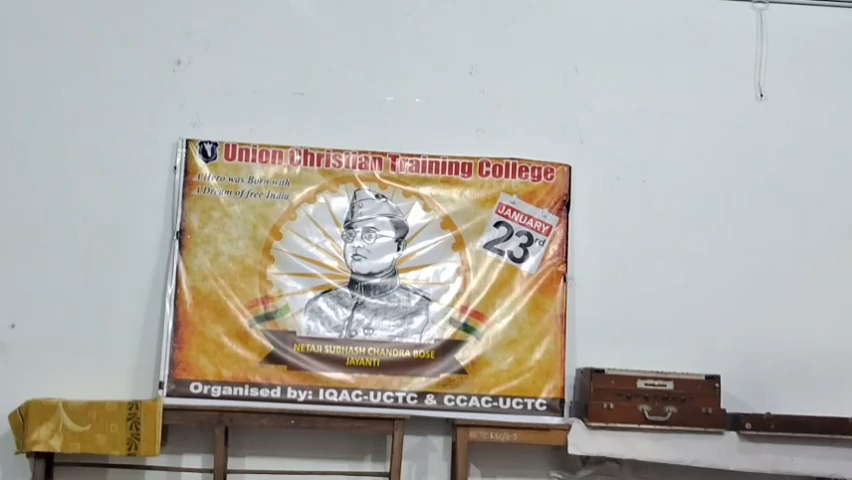 Union Christian Training College
A Hero was Born with
A Dream of free India
JANUARY
23rd
NETAJI SUBHASH CHANDRA BOSE
JAYANTI
Organised by: IQAC-UCTC & CCAC-UCTC